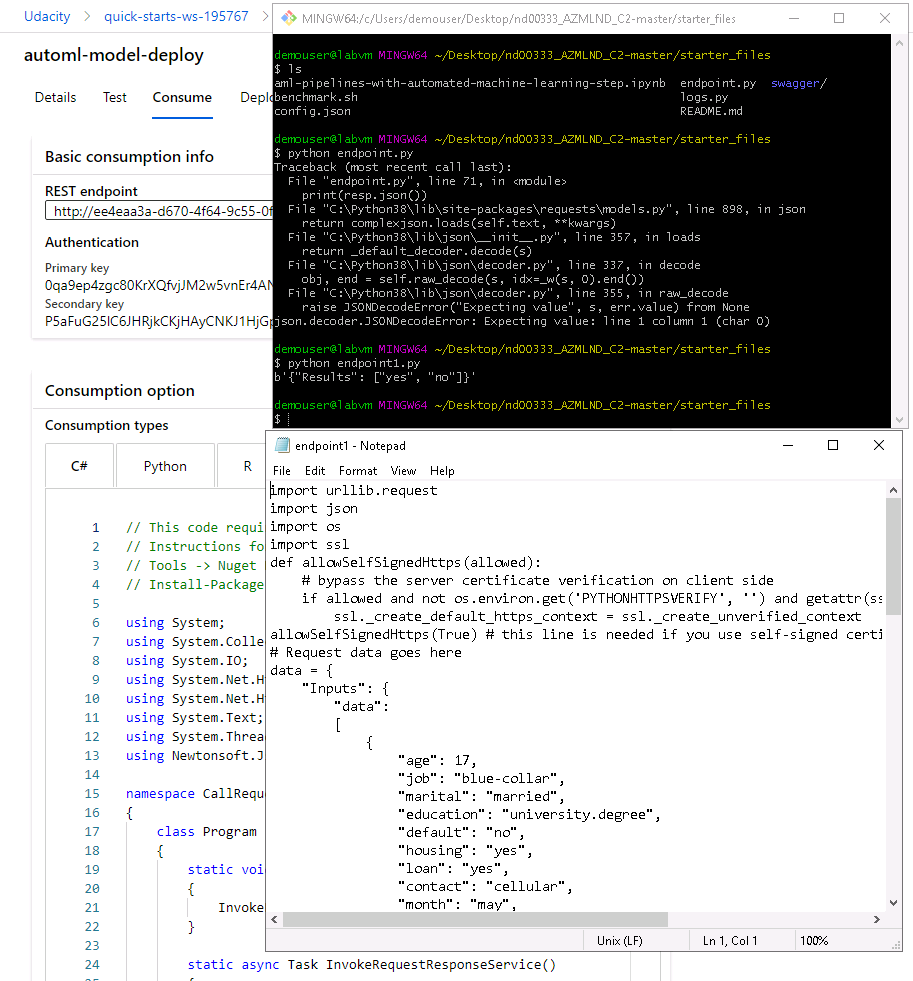 Udacity > quick-starts-ws-195767 >
automl-model-deploy
Details Test Consume Deplo
Basic consumption info
REST endpoint
http://ee4eaa3a-d670-4f64-9c55-0f
Authentication
Primary key
0qa9ep4zgc80KrXQfvjJM2w5vnEr4AN
Secondary key
P5aFuG25IC6JHRjkCKjHAyCNKJ1HjGp
Consumption option
Consumption types
C# Python R
1 // This code requi
2 // Instructions fo
3 // Tools -> Nuget
4 // Install-Package
5
6 using System;
7 using System.Colle
8 using System.IO;
9 using System.Net.H
10 using System.Net.H
11 using System.Text;
12 using System.Threa
13 using Newtonsoft.J
14
15 namespace CallRequ
16 {
17 class Program
18 {
19 static voi
20 {
21 Invoke
22 }
23
24 static async Task InvokeRequestResponseService()
25 {
MINGW64:/c/Users/demouser/Desktop/nd00333_AZMLND_C2-master/starter_files
demouser@labvm MINGW64 ~/Desktop/nd00333_AZMLND_C2-master/starter_files
$ ls
aml-pipelines-with-automated-machine-learning-step.ipynb endpoint.py swagger/
benchmark.sh logs.py
config.json README.md
demouser@labvm MINGW64 ~/Desktop/nd00333_AZMLND_C2-master/starter_files
$ python endpoint.py
Traceback (most recent call last):
File "endpoint.py", line 71, in <module>
print(resp.json())
File "C:\Python38\lib\site-packages\requests\models.py", line 898, in json
return complexjson.loads(self.text, **kwargs)
File "C:\Python38\lib\json\__init__.py", line 357, in loads
return _default_decoder.decode(s)
File "C:\Python38\lib\json\decoder.py", line 337, in decode
obj, end = self.raw_decode(s, idx=_w(s, 0).end())
File "C:\Python38\lib\json\decoder.py", line 355, in raw_decode
raise JSONDecodeError("Expecting value", s, err.value) from None
json.decoder.JSONDecodeError: Expecting value: line 1 column 1 (char 0)
demouser@labvm MINGW64 ~/Desktop/nd00333_AZMLND_C2-master/starter_files
$ python endpoint1.py
b'{"Results": ["yes", "no"]}'
demouser@labvm MINGW64 ~/Desktop/nd00333_AZMLND_C2-master/starter_files
$
endpoint1 - Notepad
File Edit Format View Help
import urllib.request
import json
import os
import ssl
def allowSelfSignedHttps(allowed):
# bypass the server certificate verification on client side
if allowed and not os.environ.get('PYTHONHTTPSVERIFY', '') and getattr(ss
ssl._create_default_https_context = ssl._create_unverified_context
allowSelfSignedHttps(True) # this line is needed if you use self-signed certi
# Request data goes here
data = {
"Inputs": {
"data":
[
{
"age": 17,
"job": "blue-collar",
"marital": "married",
"education": "university.degree",
"default": "no",
"housing": "yes",
"loan": "yes",
"contact": "cellular",
"month": "may",
Unix (LF) Ln 1, Col 1 100%